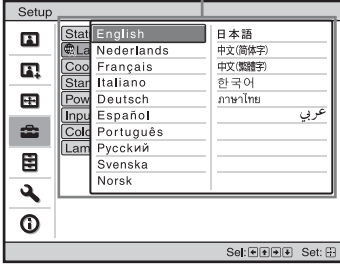 Setup
Stat
La
Coo
Star
Pow
Inpu
Colo
Lam
English
Nederlands
Français
Italiano
Deutsch
Español
Português
Русский
Svenska
Norsk
日本語
中文(简体字)
中文(繁體字)
한국어
ภาษาไทย
عربي
Sel: Set: